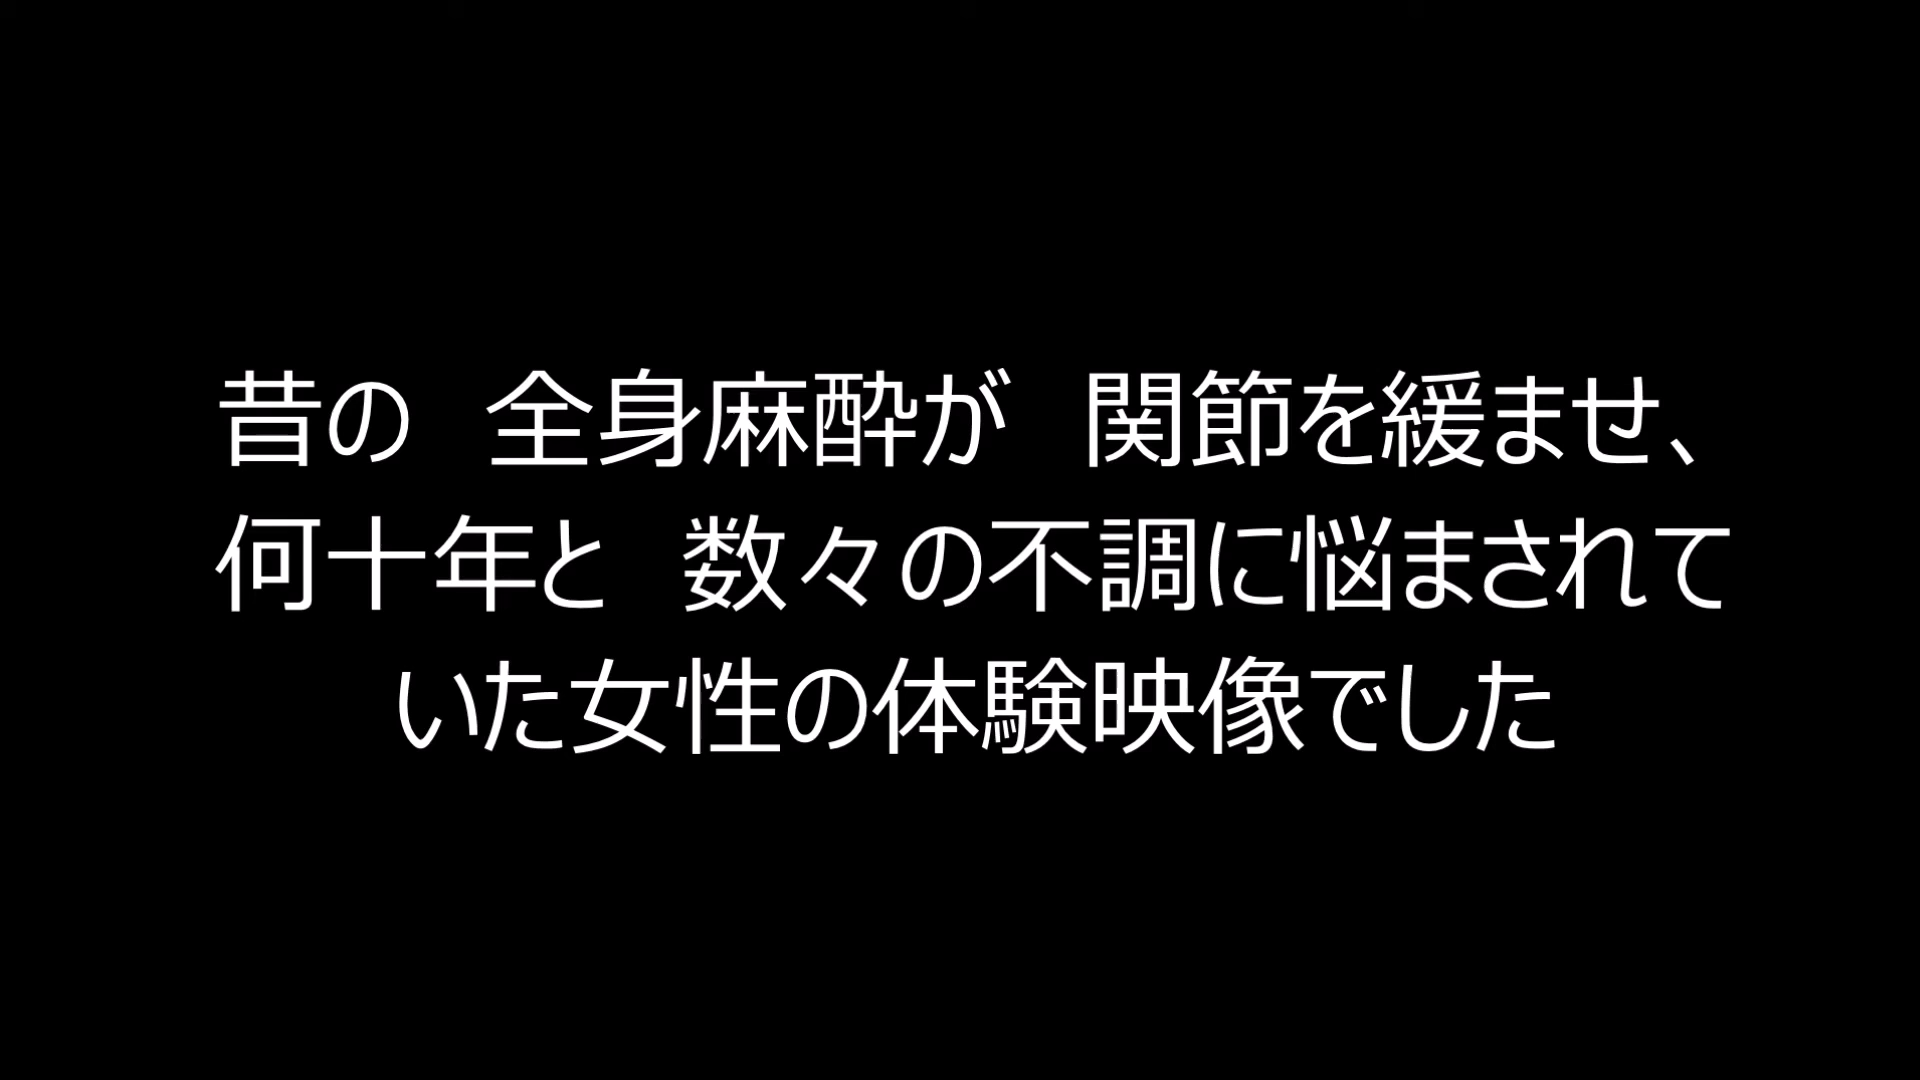 昔の　全身麻酔が　関節を緩ませ、
何十年と　数々の不調に悩まされて
いた女性の体験映像でした